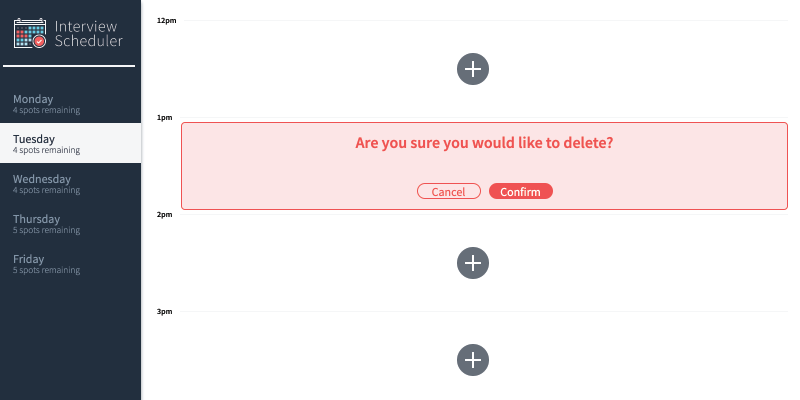 Interview
Scheduler
Monday
4 spots remaining
Tuesday
4 spots remaining
Wednesday
4 spots remaining
Thursday
5 spots remaining
Friday
5 spots remaining
12pm
1pm
Are you sure you would like to delete?
Cancel Confirm
2pm
3pm